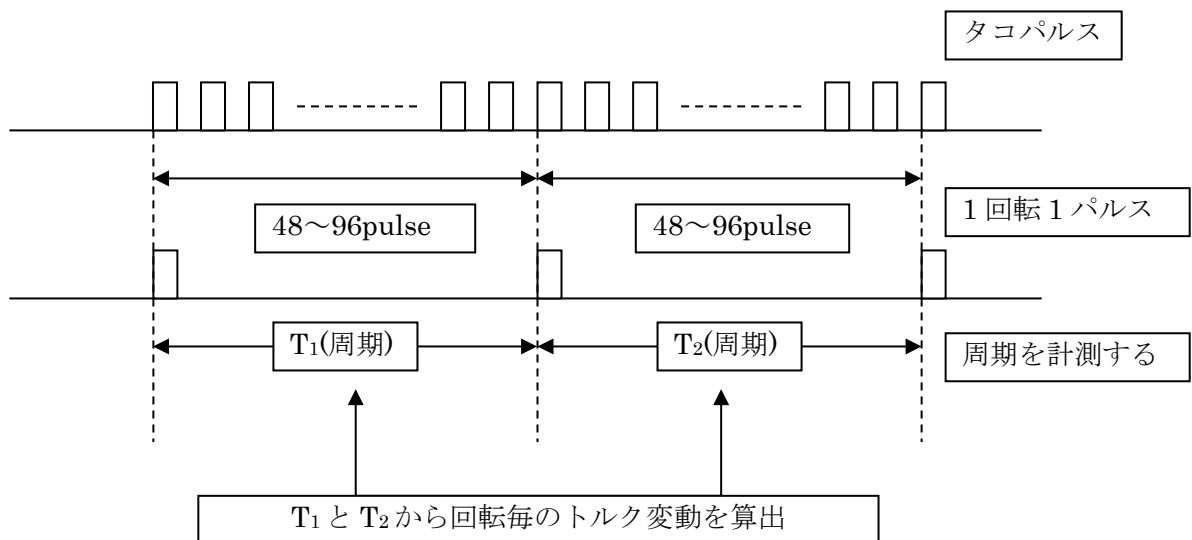 タコパルス
48～96pulse
48～96pulse
1回転1パルス
T₁(周期)
T₂(周期)
周期を計測する
T₁とT₂から回転毎のトルク変動を算出